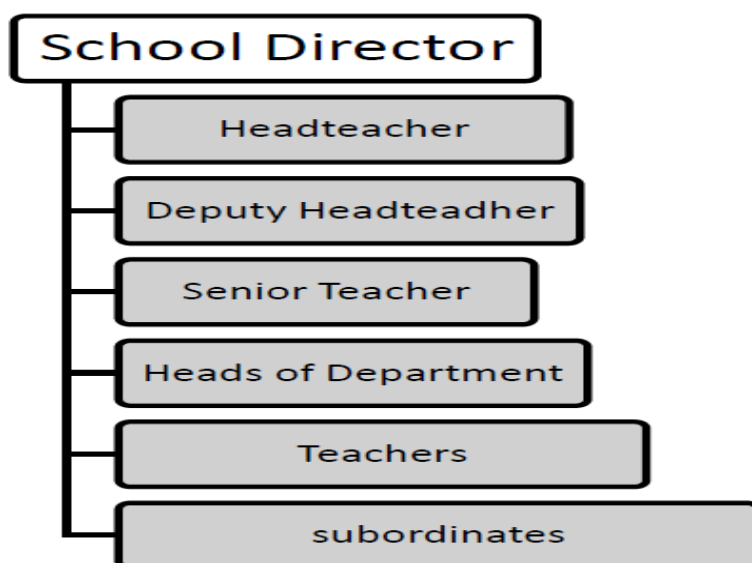 School Director
Headteacher
Deputy Headteadher
Senior Teacher
Heads of Department
Teachers
subordinates